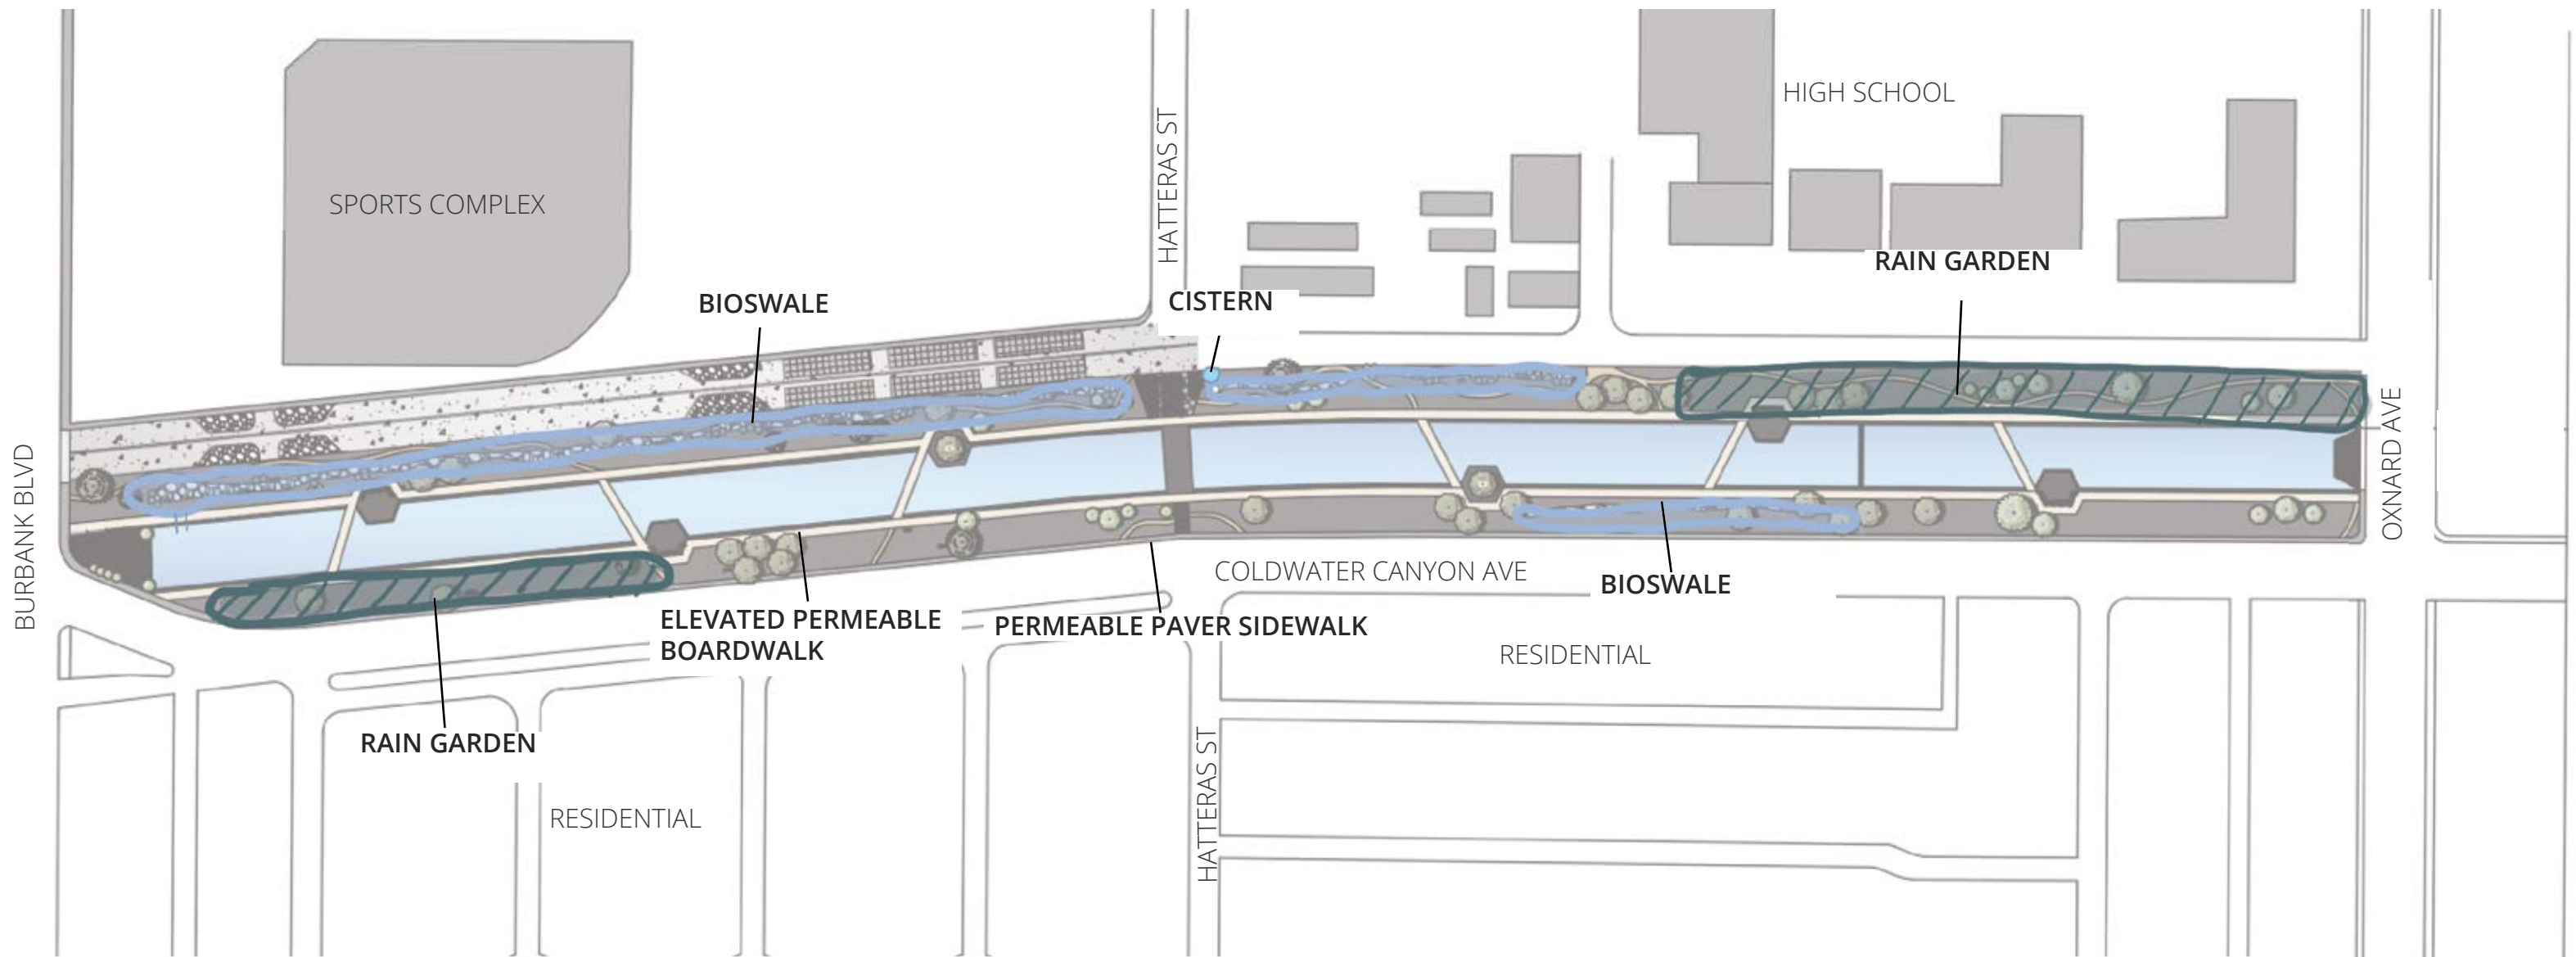 HIGH SCHOOL
HATTERAS ST
SPORTS COMPLEX
RAIN GARDEN
BIOSWALE
CISTERN
BURBANK BLVD
OXNARD AVE
COLDWATER CANYON AVE
BIOSWALE
ELEVATED PERMEABLE
BOARDWALK
PERMEABLE PAVER SIDEWALK
RESIDENTIAL
RAIN GARDEN
HATTERAS ST
RESIDENTIAL